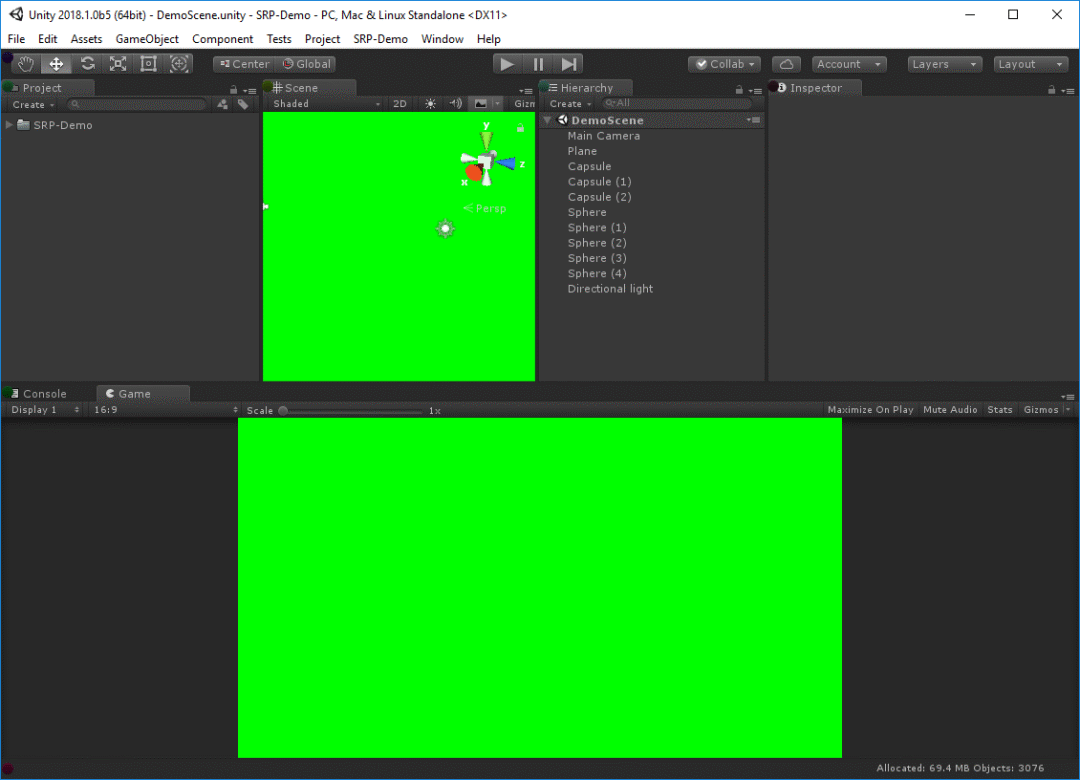 Unity 2018.1.0b5 (64bit) - DemoScene.unity - SRP-Demo - PC, Mac & Linux Standalone <DX11>
File Edit Assets GameObject Component Tests Project SRP-Demo Window Help
Center Global Collab Account Layers Layout
Project
Create
SRP-Demo
Scene
Shaded 2D Gizm
y
z
x
Persp
Hierarchy
Create All
DemoScene
Main Camera
Plane
Capsule
Capsule (1)
Capsule (2)
Sphere
Sphere (1)
Sphere (2)
Sphere (3)
Sphere (4)
Directional light
Inspector
Console Game
Display 1 16:9 Scale 1x Maximize On Play Mute Audio Stats Gizmos
Allocated: 69.4 MB Objects: 3076